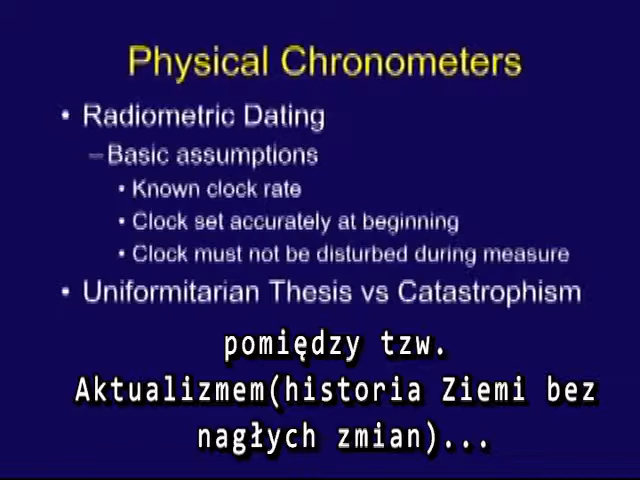 Physical Chronometers
• Radiometric Dating
– Basic assumptions
• Known clock rate
• Clock set accurately at beginning
• Clock must not be disturbed during measure
• Uniformitarian Thesis vs Catastrophism
pomiędzy tzw.
Aktualizmem(historia Ziemi bez
nagłych zmian)...